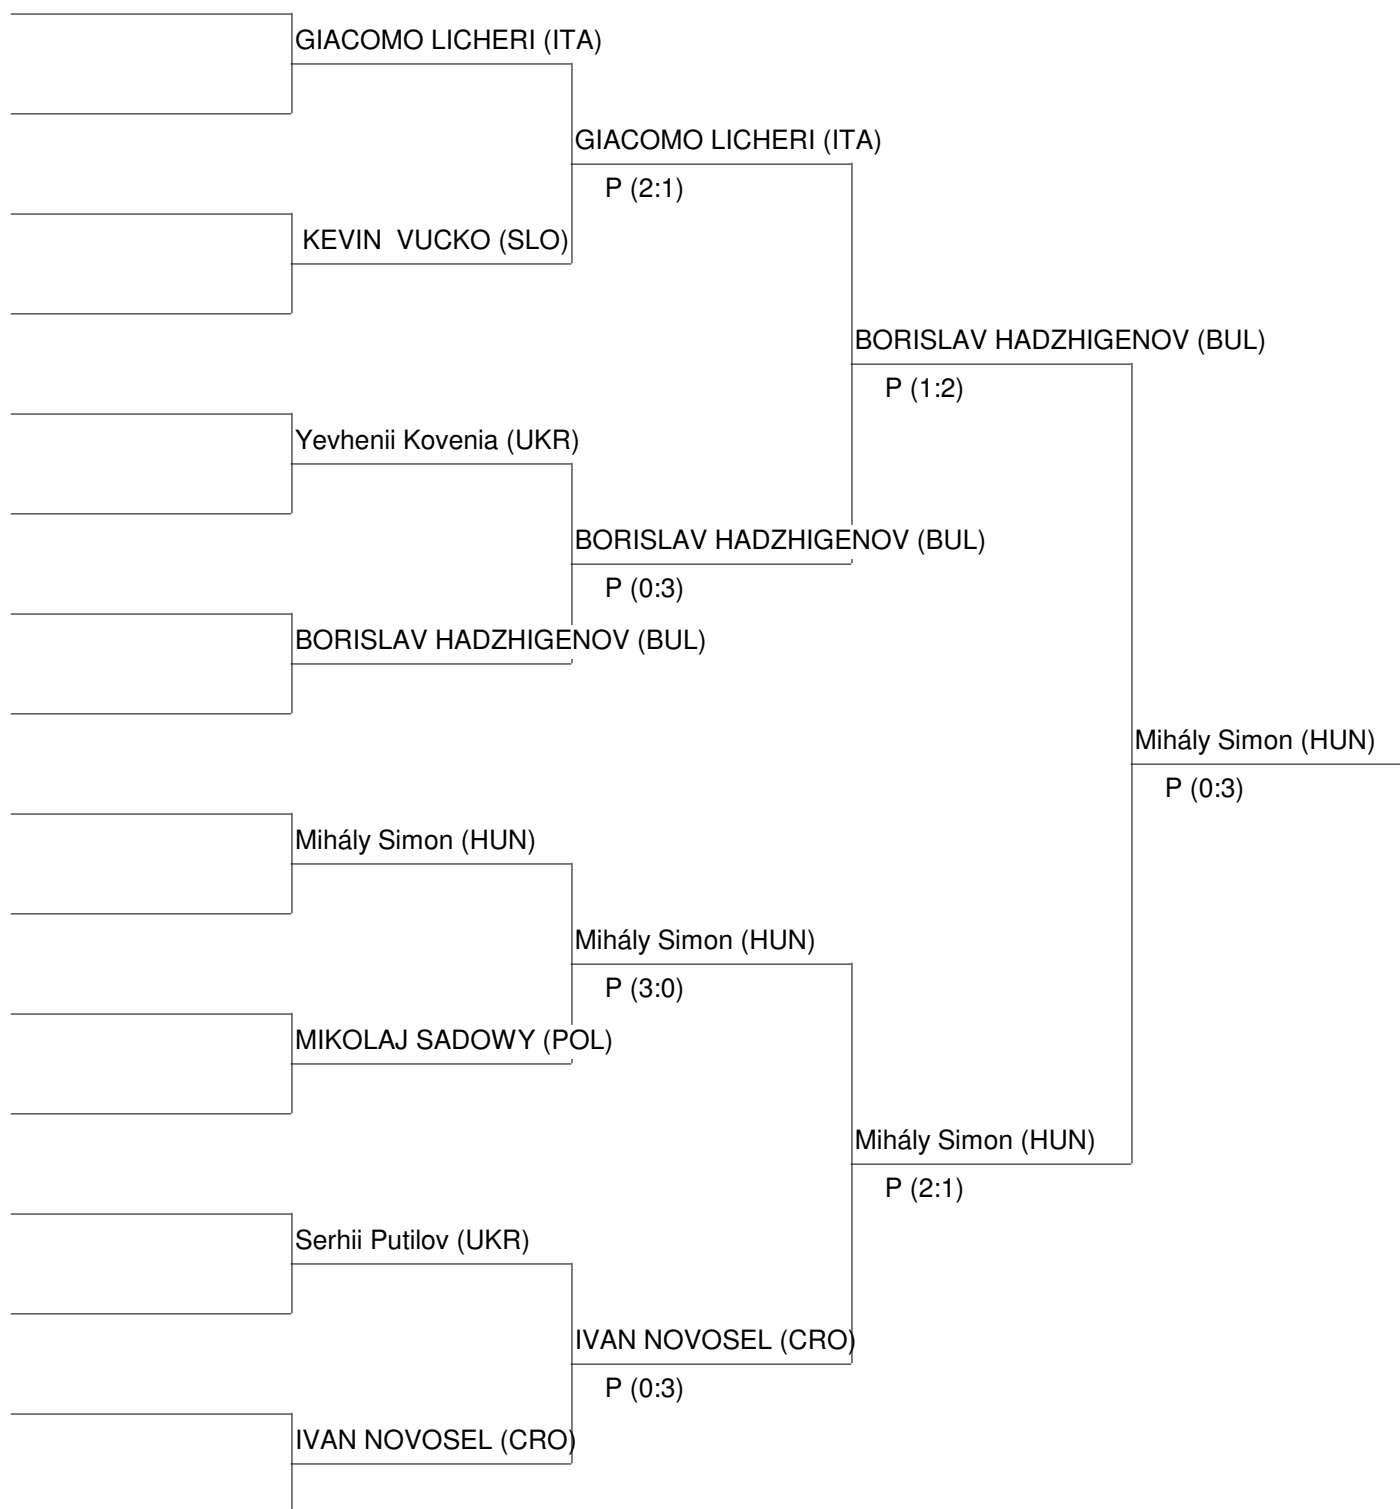 GIACOMO LICHERI (ITA)
GIACOMO LICHERI (ITA)
P (2:1)
KEVIN  VUCKO (SLO)
BORISLAV HADZHIGENOV (BUL)
P (1:2)
Yevhenii Kovenia (UKR)
BORISLAV HADZHIGENOV (BUL)
P (0:3)
BORISLAV HADZHIGENOV (BUL)
Mihály Simon (HUN)
P (0:3)
Mihály Simon (HUN)
Mihály Simon (HUN)
P (3:0)
MIKOLAJ SADOWY (POL)
Mihály Simon (HUN)
P (2:1)
Serhii Putilov (UKR)
IVAN NOVOSEL (CRO)
P (0:3)
IVAN NOVOSEL (CRO)